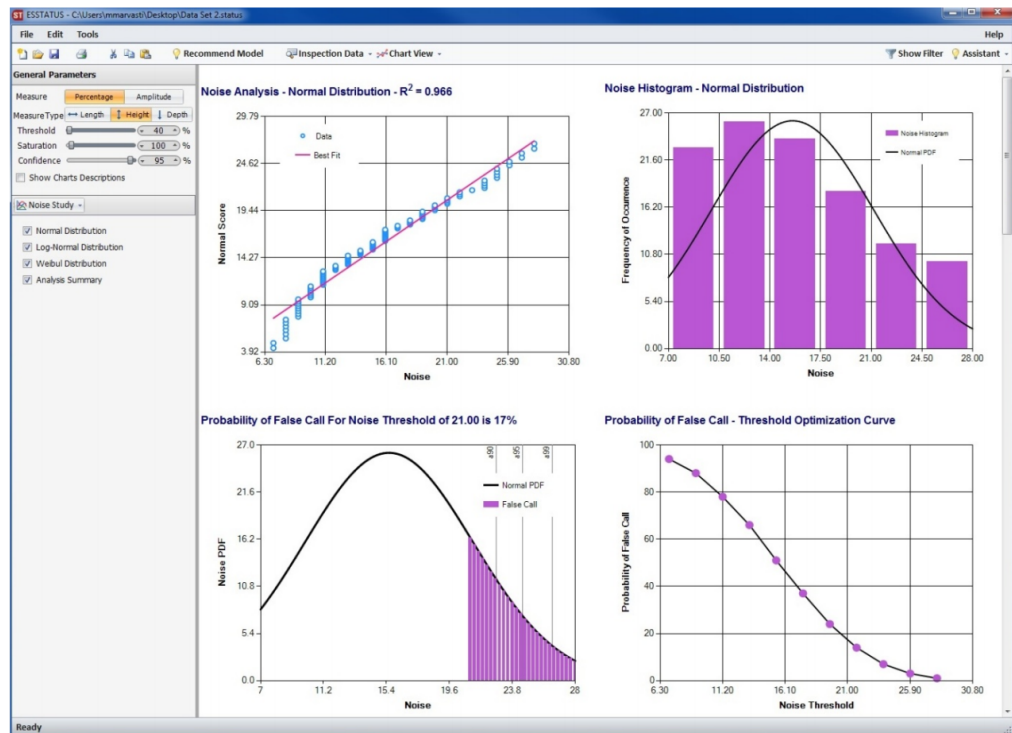 ST ESSTATUS - C:\Users\mmarvasti\Desktop\Data Set 2.status
File Edit Tools Help
Recommend Model Inspection Data Chart View Show Filter Assistant
General Parameters
Measure Percentage Amplitude
MeasureType Length Height Depth
Threshold 40 %
Saturation 100 %
Confidence 95 %
Show Charts Descriptions
Noise Study
Normal Distribution
Log-Normal Distribution
Weibul Distribution
Analysis Summary
Noise Analysis - Normal Distribution - R² = 0.966
29.79
24.62
19.44
14.27
9.09
3.92
Normal Score
Data
Best Fit
6.30 11.20 16.10 21.00 25.90 30.80
Noise
Noise Histogram - Normal Distribution
27.00
21.60
16.20
10.80
5.40
0.00
Frequency of Occurrence
Noise Histogram
Normal PDF
7.00 10.50 14.00 17.50 21.00 24.50 28.00
Noise
Probability of False Call For Noise Threshold of 21.00 is 17%
27.0
21.6
16.2
10.8
5.4
0.0
Noise PDF
a90 a95 a99
Normal PDF
False Call
7 11.2 15.4 19.6 23.8 28
Noise
Probability of False Call - Threshold Optimization Curve
100
80
60
40
20
0
Probability of False Call
6.30 11.20 16.10 21.00 25.90 30.80
Noise Threshold
Ready